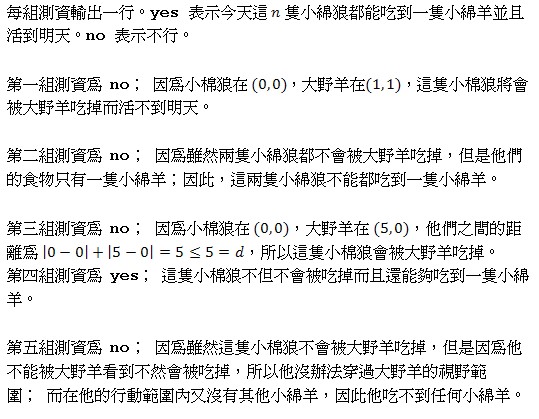 每組測資輸出一行。yes 表示今天這 n 隻小綿狼都能吃到一隻小綿羊並且
活到明天。no 表示不行。
第一組測資為 no； 因為小棉狼在 (0,0)，大野羊在(1,1)，這隻小棉狼將會
被大野羊吃掉而活不到明天。
第二組測資為 no； 因為雖然兩隻小綿狼都不會被大野羊吃掉，但是他們
的食物只有一隻小綿羊；因此，這兩隻小綿狼不能都吃到一隻小綿羊。
第三組測資為 no； 因為小棉狼在 (0,0)，大野羊在 (5,0)，他們之間的距
離為 |0−0|+|5−0| = 5 ≤ 5 = d，所以這隻小棉狼會被大野羊吃掉。
第四組測資為 yes； 這隻小棉狼不但不會被吃掉而且還能夠吃到一隻小綿
羊。
第五組測資為 no； 因為雖然這隻小棉狼不會被大野羊吃掉，但是因為他
不能被大野羊看到不然會被吃掉，所以他沒辦法穿過大野羊的視野範
圍； 而在他的行動範圍內又沒有其他小綿羊，因此他吃不到任何小綿羊。